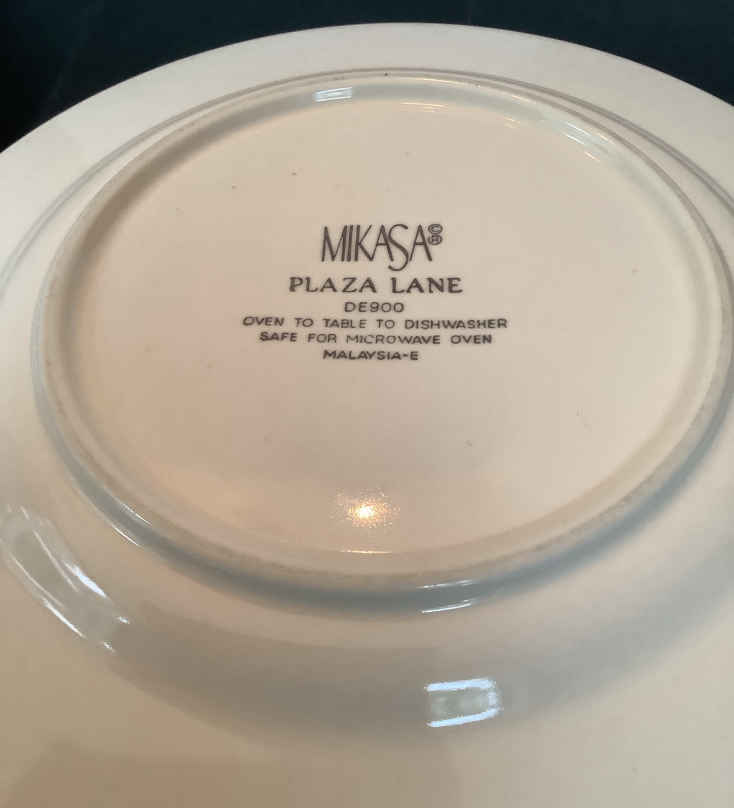 MIKASA©®
PLAZA LANE
DE900
OVEN TO TABLE TO DISHWASHER
SAFE FOR MICROWAVE OVEN
MALAYSIA-E